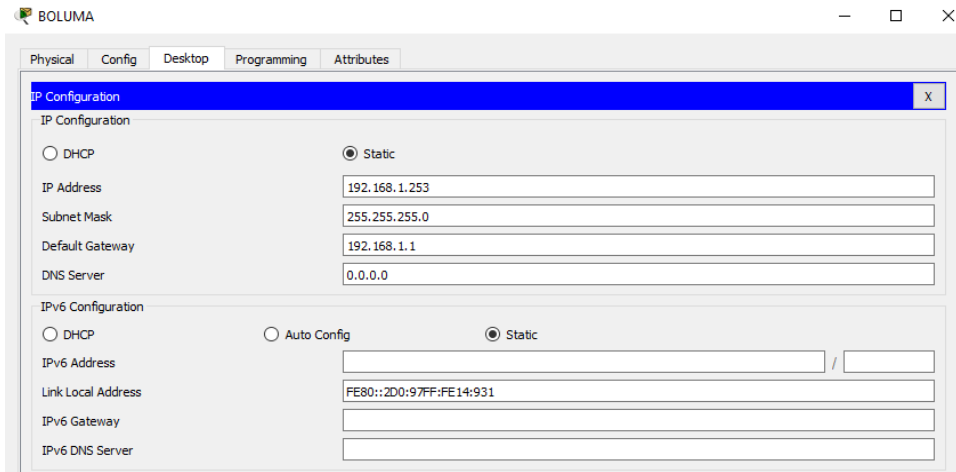 BOLUMA
Physical Config Desktop Programming Attributes
IP Configuration X
IP Configuration
DHCP Static
IP Address 192.168.1.253
Subnet Mask 255.255.255.0
Default Gateway 192.168.1.1
DNS Server 0.0.0.0
IPv6 Configuration
DHCP Auto Config Static
IPv6 Address /
Link Local Address FE80::2D0:97FF:FE14:931
IPv6 Gateway
IPv6 DNS Server